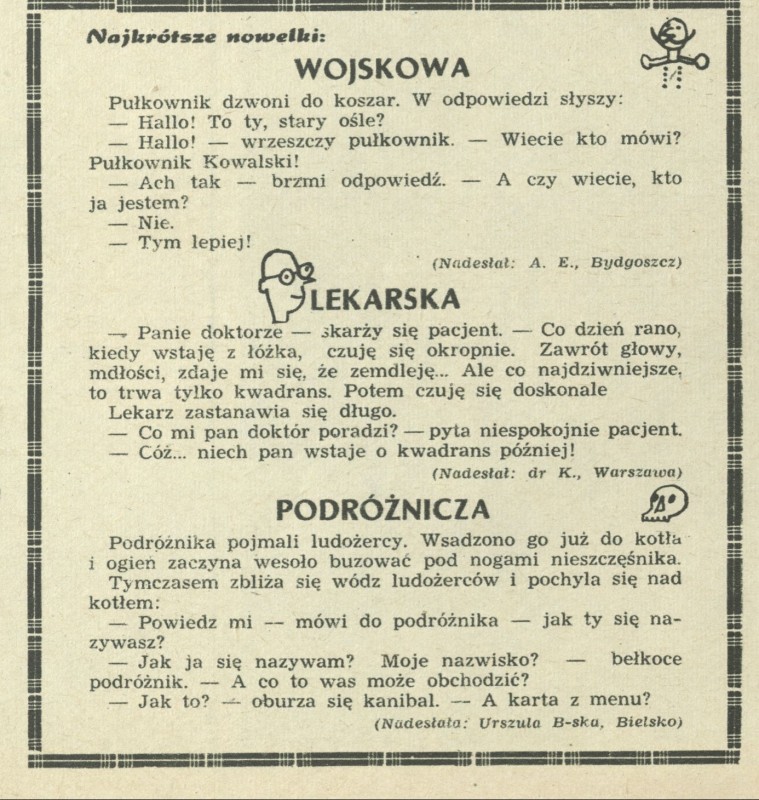 Najkrótsze nowelki:
WOJSKOWA
Pułkownik dzwoni do koszar. W odpowiedzi słyszy:
— Hallo! To ty, stary ośle?
— Hallo! — wrzeszczy pułkownik. — Wiecie kto mówi?
Pułkownik Kowalski!
— Ach tak — brzmi odpowiedź. — A czy wiecie, kto
ja jestem?
— Nie.
— Tym lepiej!
(Nadesłał: A. E., Bydgoszcz)
LEKARSKA
— Panie doktorze — skarży się pacjent. — Co dzień rano,
kiedy wstaję z łóżka, czuję się okropnie. Zawrót głowy,
mdłości, zdaje mi się, że zemdleję... Ale co najdziwniejsze,
to trwa tylko kwadrans. Potem czuję się doskonale
Lekarz zastanawia się długo.
— Co mi pan doktór poradzi? — pyta niespokojnie pacjent.
— Cóż... niech pan wstaje o kwadrans później!
(Nadesłał: dr K., Warszawa)
PODRÓŻNICZA
Podróżnika pojmali ludożercy. Wsadzono go już do kotła
i ogień zaczyna wesoło buzować pod nogami nieszczęśnika.
Tymczasem zbliża się wódz ludożerców i pochyla się nad
kotłem:
— Powiedz mi — mówi do podróżnika — jak ty się na-
zywasz?
— Jak ja się nazywam? Moje nazwisko? — bełkoce
podróżnik. — A co to was może obchodzić?
— Jak to? — oburza się kanibal. — A karta z menu?
(Nadesłała: Urszula B-ska, Bielsko)